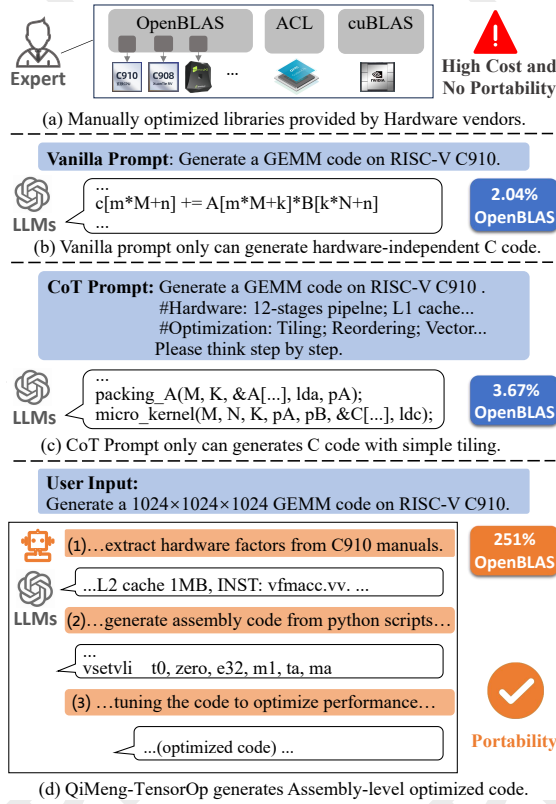 OpenBLAS
ACL
cuBLAS
C910
C908
...
NVIDIA
Expert
High Cost and
No Portability
(a) Manually optimized libraries provided by Hardware vendors.
Vanilla Prompt: Generate a GEMM code on RISC-V C910.
...
c[m*M+n] += A[m*M+k]*B[k*N+n]
...
LLMs
2.04%
OpenBLAS
(b) Vanilla prompt only can generate hardware-independent C code.
CoT Prompt: Generate a GEMM code on RISC-V C910 .
#Hardware: 12-stages pipelne; L1 cache...
#Optimization: Tiling; Reordering; Vector...
Please think step by step.
...
packing_A(M, K, &A[...], lda, pA);
micro_kernel(M, N, K, pA, pB, &C[...], ldc);
LLMs
3.67%
OpenBLAS
(c) CoT Prompt only can generates C code with simple tiling.
User Input:
Generate a 1024×1024×1024 GEMM code on RISC-V C910.
(1)…extract hardware factors from C910 manuals.
251%
OpenBLAS
...L2 cache 1MB, INST: vfmacc.vv. ...
LLMs
(2)…generate assembly code from python scripts…
...
vsetvli t0, zero, e32, m1, ta, ma
(3) …tuning the code to optimize performance…
...(optimized code) ...
Portability
(d) QiMeng-TensorOp generates Assembly-level optimized code.